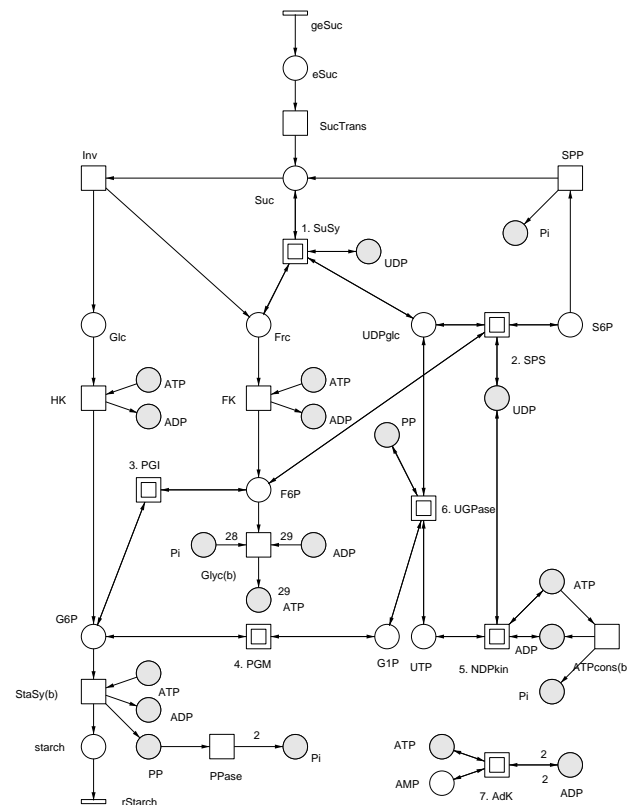 geSuc
eSuc
SucTrans
Inv
SPP
Suc
Pi
1. SuSy
UDP
Glc
Frc
UDPglc
S6P
2. SPS
ATP
ATP
HK
FK
ADP
ADP
UDP
PP
3. PGI
F6P
6. UGPase
28
29
Pi
ADP
Glyc(b)
29
ATP
ATP
G6P
G1P
UTP
ADP
ATPcons(b
4. PGM
5. NDPkin
ATP
Pi
StaSy(b)
ADP
starch
2
PP
PPase
Pi
ATP
2
AMP
2
ADP
7. AdK
rStarch